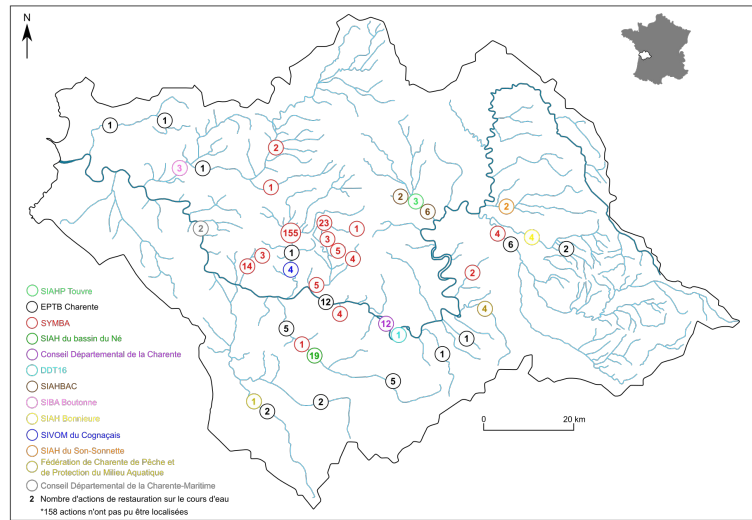 N
1
1
3
1
2
1
2
3
6
2
2
155
23
1
3
5
4
4
6
4
2
1
3
14
4
5
12
4
2
4
12
1
5
1
19
1
1
5
1
2
2
0
20 km
SIAHP Touvre
EPTB Charente
SYMBA
SIAH du bassin du Né
Conseil Départemental de la Charente
DDT16
SIAHBAC
SIBA Boutonne
SIAH Bonnieure
SIVOM du Cognaçais
SIAH du Son-Sonnette
Fédération de Charente de Pêche et
de Protection du Milieu Aquatique
Conseil Départemental de la Charente-Maritime
2 Nombre d'actions de restauration sur le cours d'eau
*158 actions n'ont pas pu être localisées